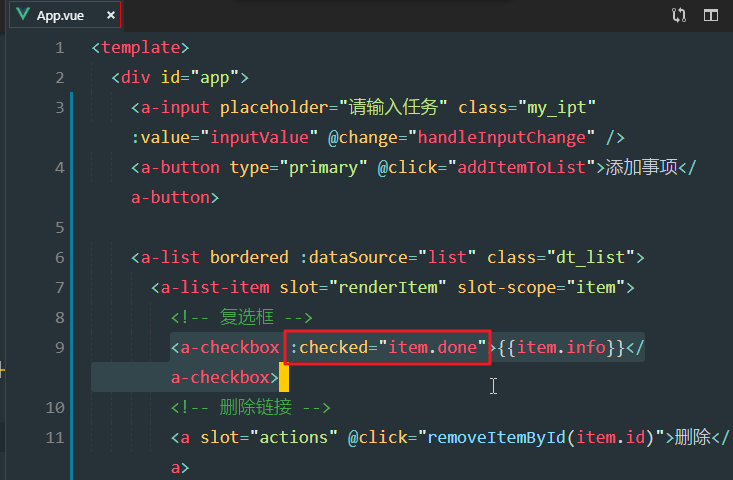 App.vue ×
1 <template>
2 <div id="app">
3 <a-input placeholder="请输入任务" class="my_ipt"
:value="inputValue" @change="handleInputChange" />
4 <a-button type="primary" @click="addItemToList">添加事项</
a-button>
5
6 <a-list bordered :dataSource="list" class="dt_list">
7 <a-list-item slot="renderItem" slot-scope="item">
8 <!-- 复选框 -->
9 <a-checkbox :checked="item.done">{{item.info}}</
a-checkbox>
10 <!-- 删除链接 -->
11 <a slot="actions" @click="removeItemById(item.id)">删除</
a>